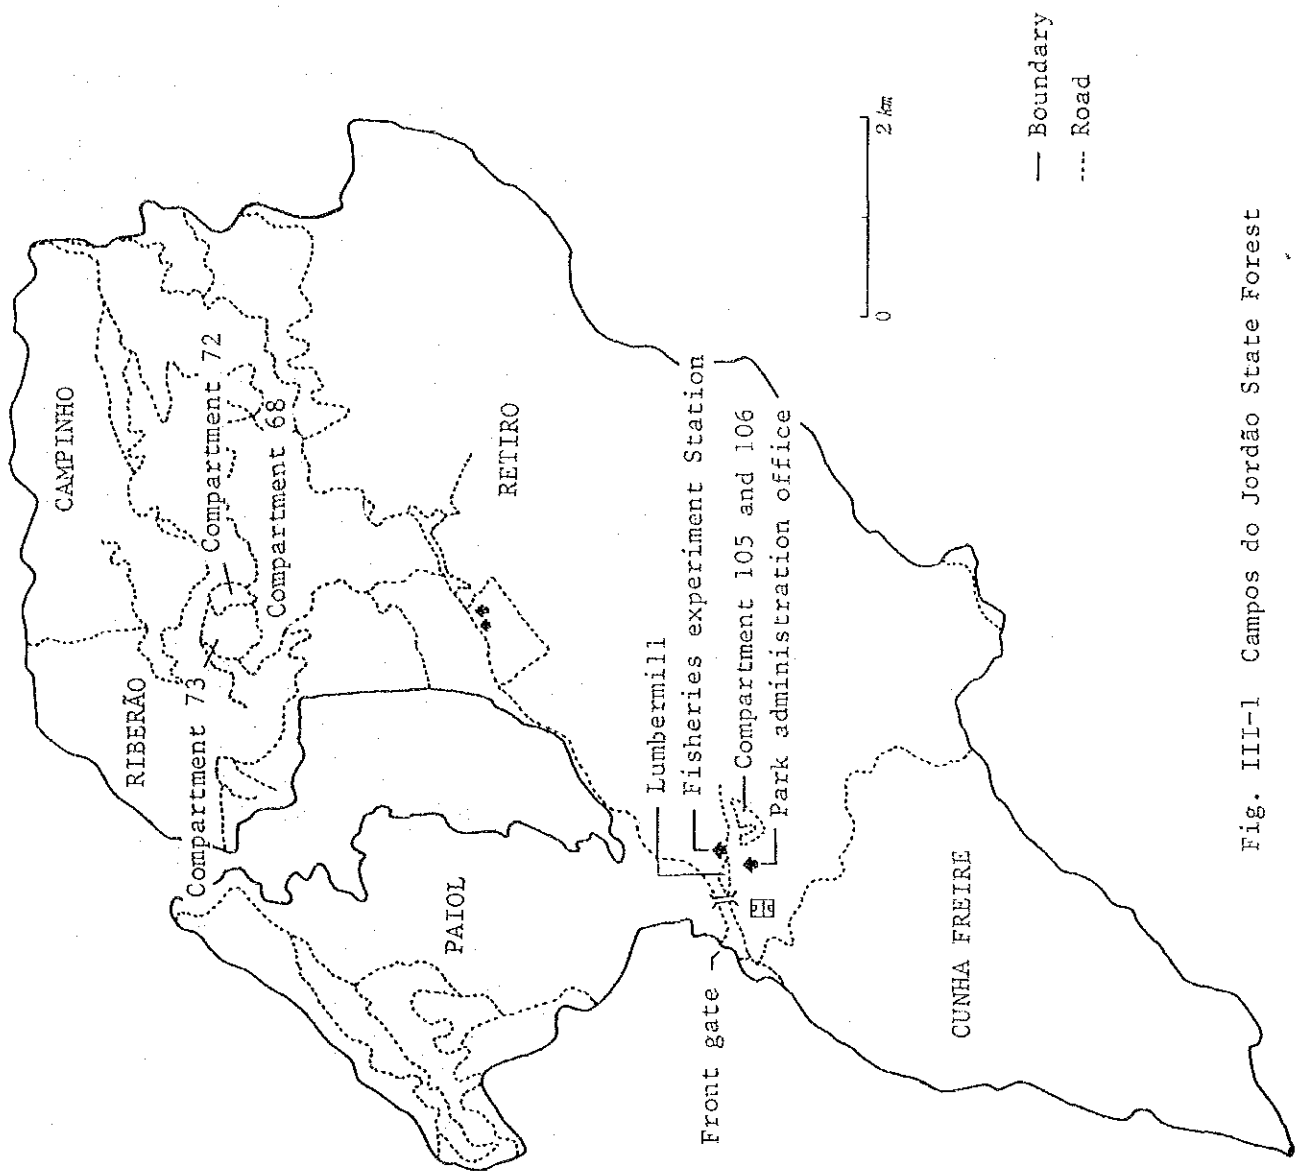 CAMPINHO
RIBERÃO
Compartment 73
Compartment 72
Compartment 68
RETIRO
PAIOL
Lumbermill
Fisheries experiment Station
Compartment 105 and 106
Park administration office
Front gate
CUNHA FREIRE
0 2 km
— Boundary
---- Road
Fig. III-1 Campos do Jordão State Forest